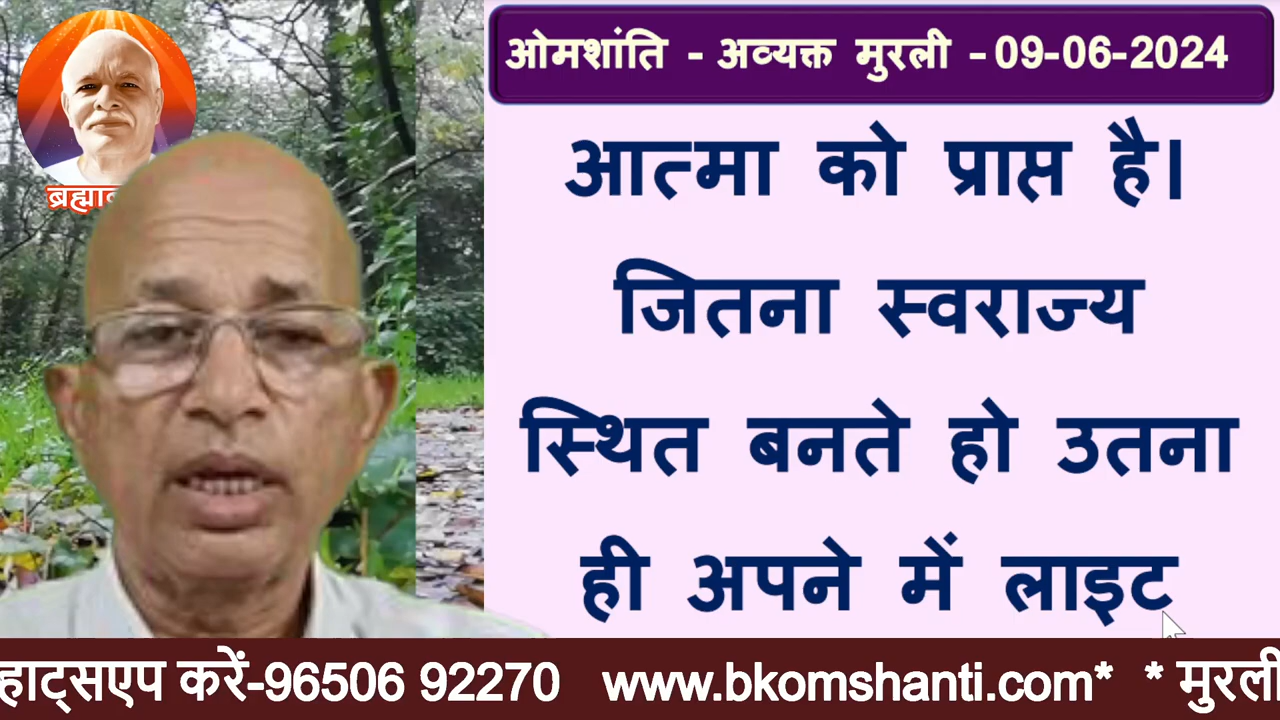 ओमशांति - अव्यक्त मुरली - 09-06-2024
आत्मा को प्राप्त है।
जितना स्वराज्य
स्थित बनते हो उतना
ही अपने में लाइट
हाट्सएप करें-96506 92270 www.bkomshanti.com* * मुरली